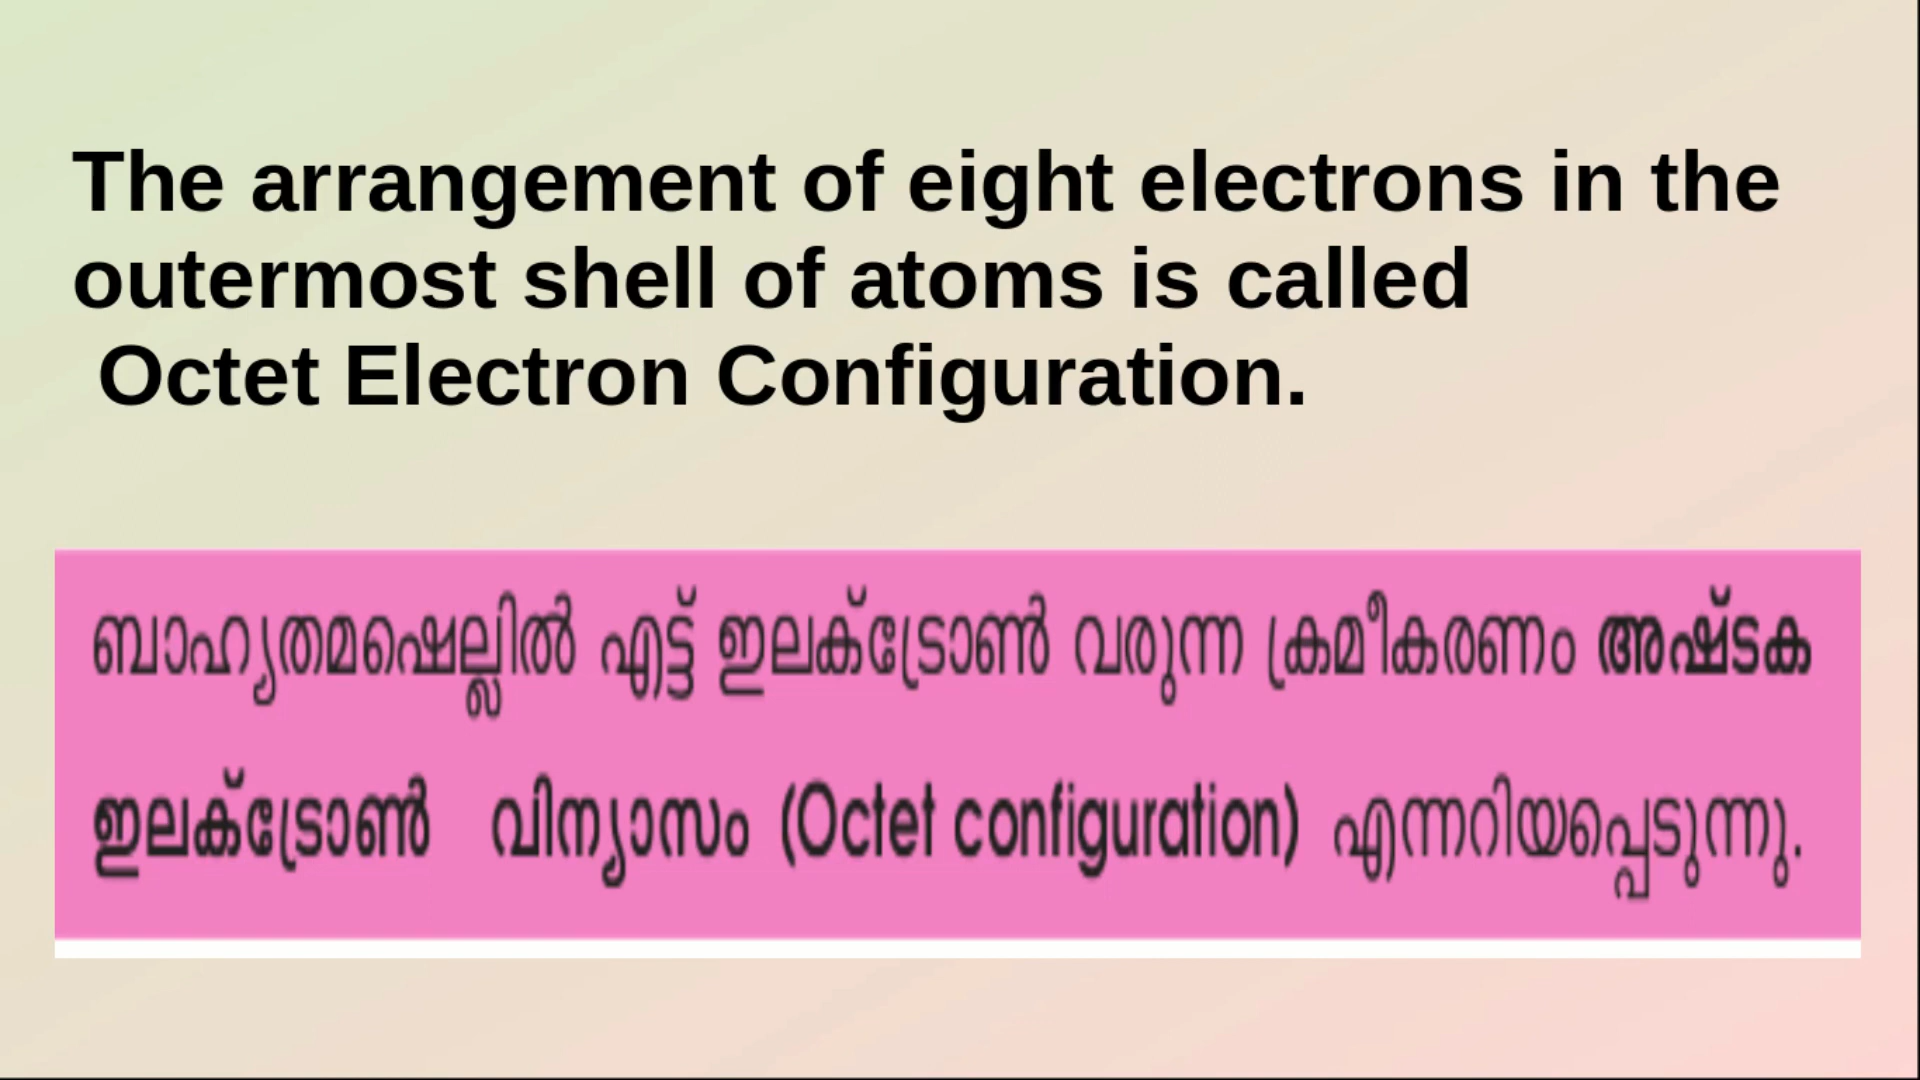 The arrangement of eight electrons in the
outermost shell of atoms is called
Octet Electron Configuration.
ബാഹ്യതമഷെല്ലിൽ എട്ട് ഇലക്ട്രോൺ വരുന്ന ക്രമീകരണം അഷ്ടക
ഇലക്ട്രോൺ വിന്യാസം (Octet configuration) എന്നറിയപ്പെടുന്നു.